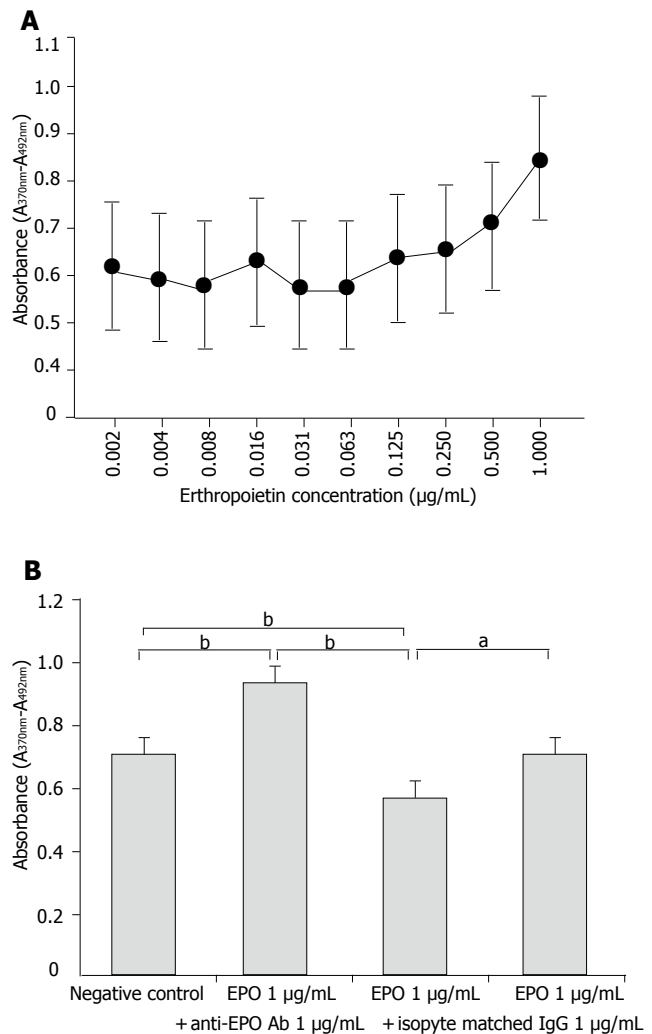 A
1.1
1.0
0.9
0.8
0.7
0.6
0.5
0.4
0
Absorbance (A370nm-A492nm)
0.002 0.004 0.008 0.016 0.031 0.063 0.125 0.250 0.500 1.000
Erthropoietin concentration (µg/mL)
B
1.2
1.0
0.8
0.6
0.4
0.2
0
Absorbance (A370nm-A492nm)
b
b b a
Negative control EPO 1 µg/mL EPO 1 µg/mL EPO 1 µg/mL
+anti-EPO Ab 1 µg/mL +isopyte matched IgG 1 µg/mL